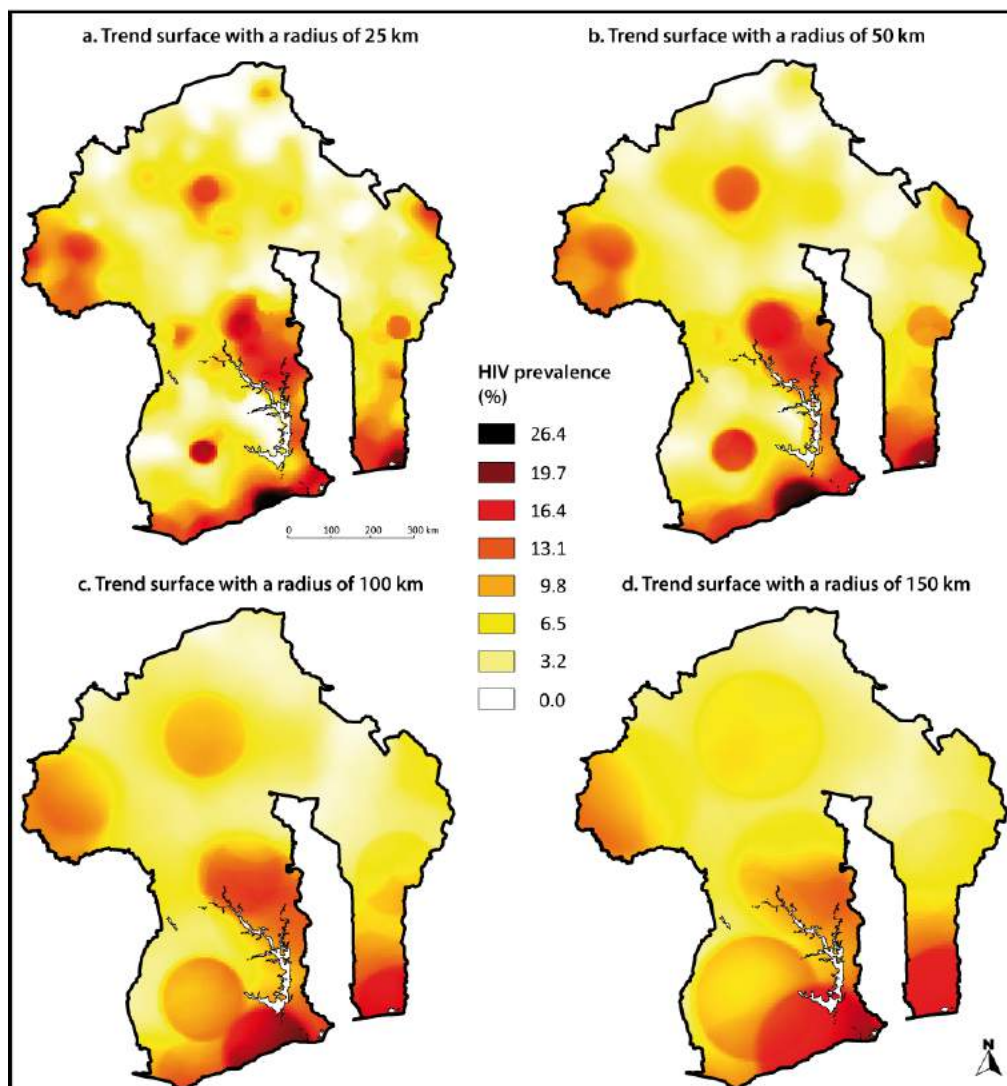 a. Trend surface with a radius of 25 km
b. Trend surface with a radius of 50 km
HIV prevalence
(%)
26.4
19.7
16.4
13.1
9.8
6.5
3.2
0.0
0 100 200 300 km
c. Trend surface with a radius of 100 km
d. Trend surface with a radius of 150 km
N